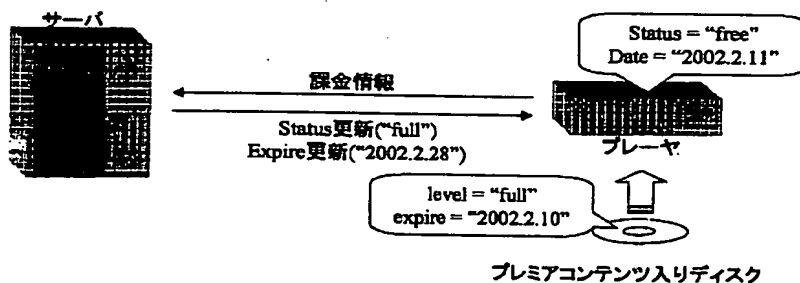 サーバ
Status = “free”
Date = “2002.2.11”
課金情報
Status更新(“full”)
Expire更新(“2002.2.28”)
プレーヤ
level = “full”
expire = “2002.2.10”
プレミアコンテンツ入りディスク